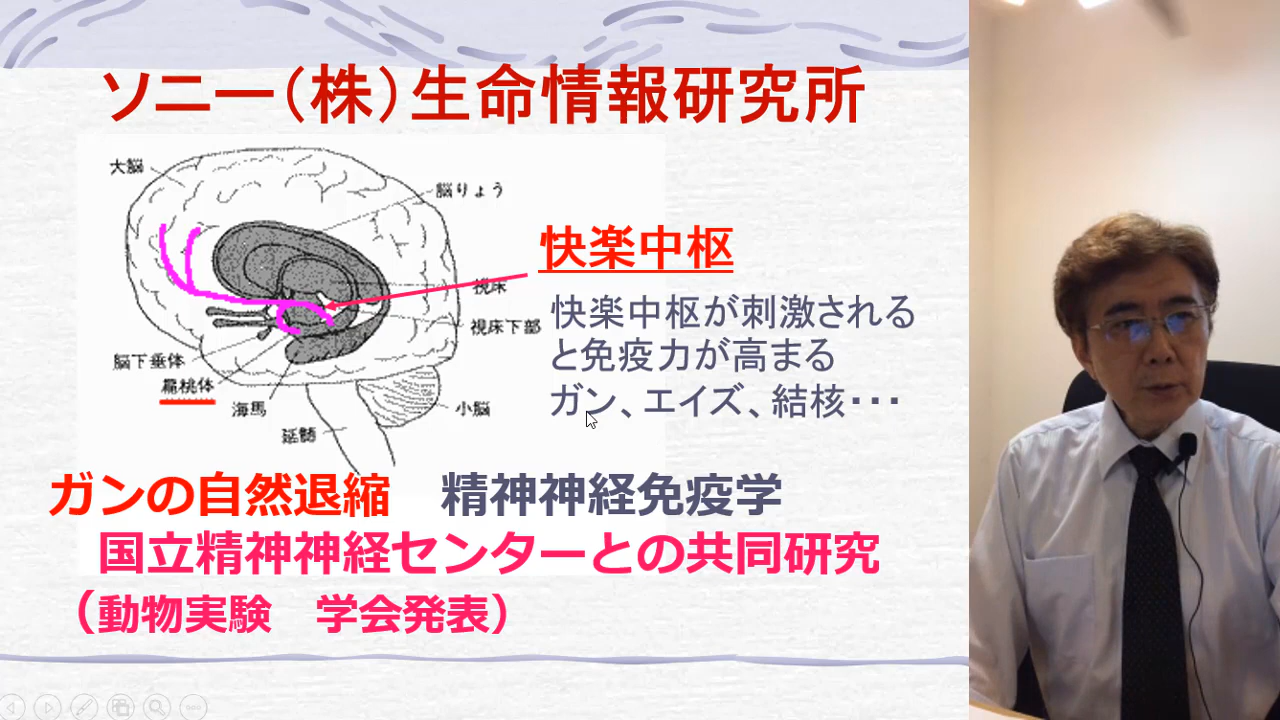 ソニー（株）生命情報研究所
大脳
脳りょう
快楽中枢
視床
快楽中枢が刺激される
視床下部
と免疫力が高まる
脳下垂体
扁桃体
ガン、エイズ、結核・・・
海馬
小脳
延髄
ガンの自然退縮　精神神経免疫学
国立精神神経センターとの共同研究
（動物実験　学会発表）